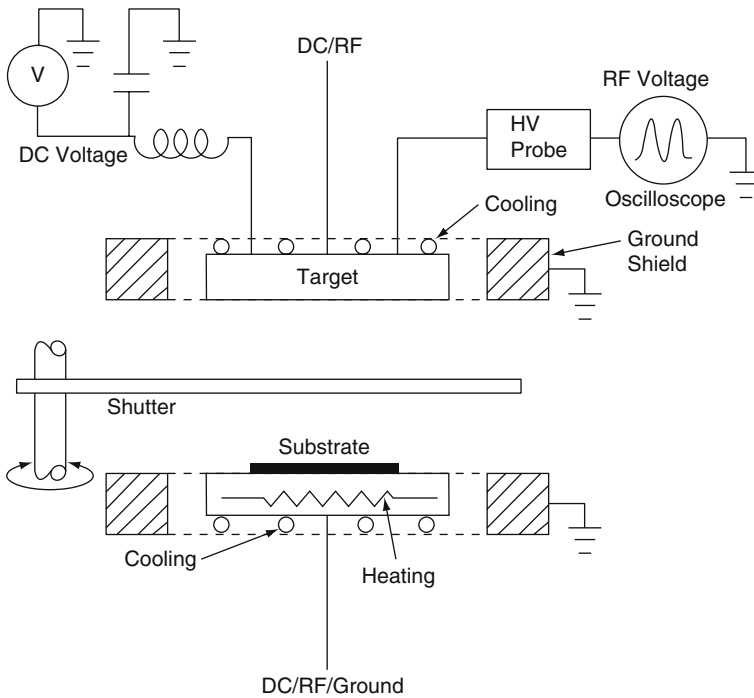 V
DC Voltage
DC/RF
RF Voltage
HV
Probe
Oscilloscope
Cooling
Ground
Shield
Target
Shutter
Substrate
Cooling
Heating
DC/RF/Ground